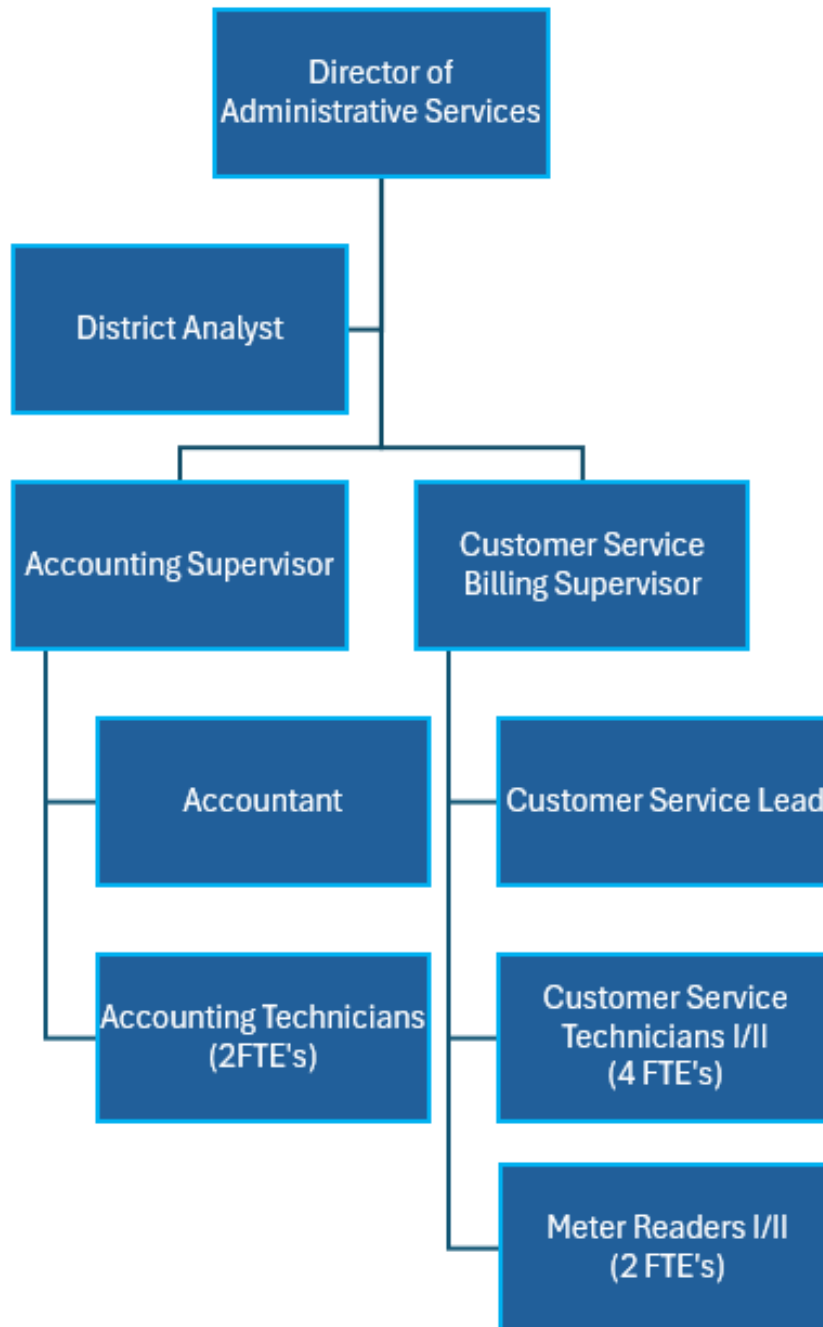 Director of
Administrative Services
District Analyst
Accounting Supervisor
Customer Service
Billing Supervisor
Accountant
Customer Service Lead
Accounting Technicians
(2FTE's)
Customer Service
Technicians I/II
(4 FTE's)
Meter Readers I/II
(2 FTE's)